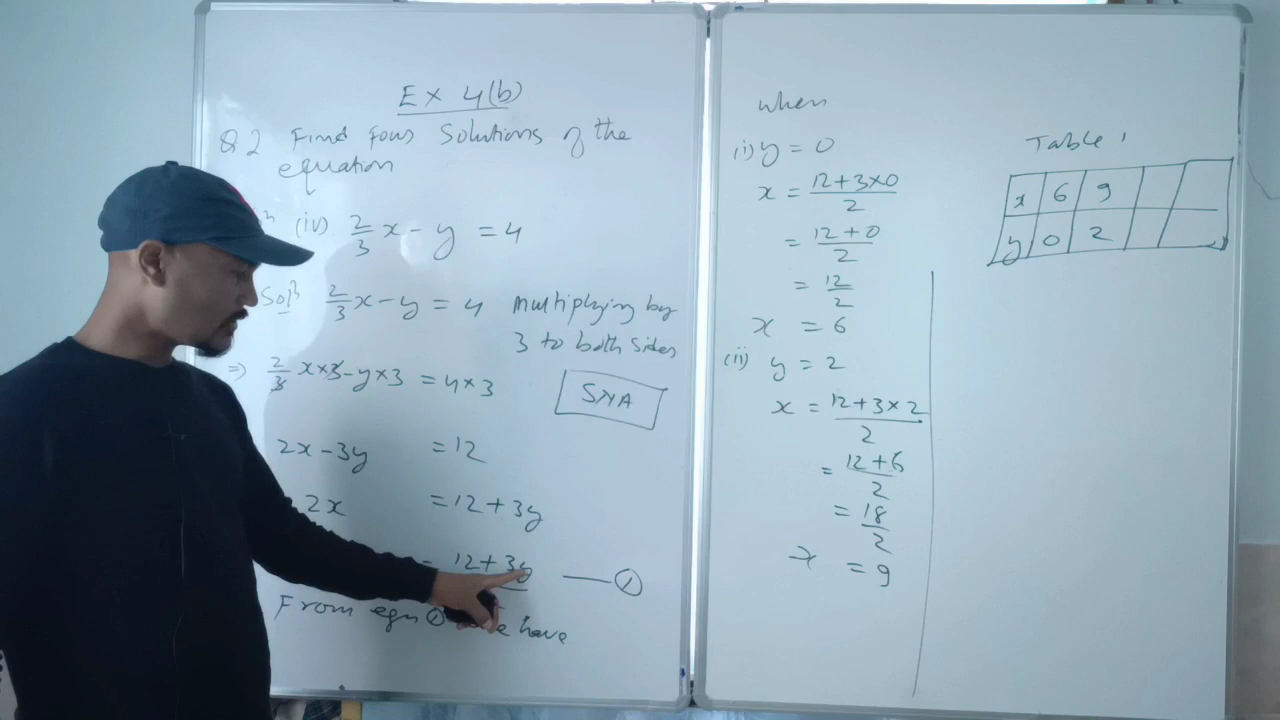 Ex 4(b)
Q2 Find four Solutions of the
equation
(iv) 2/3 x - y = 4
Solⁿ 2/3 x - y = 4 multiplying by
3 to both sides
⇒ 2/3 x×3 - y×3 = 4×3
SNA
2x - 3y = 12
2x = 12 + 3y
= 12 + 3y —— ①
From eqn ① we have
when
(i) y = 0
x = 12+3×0 / 2
= 12+0 / 2
= 12/2
x = 6
(ii) y = 2
x = 12+3×2 / 2
= 12+6 / 2
= 18/2
x = 9
Table 1
x 6 9
y 0 2